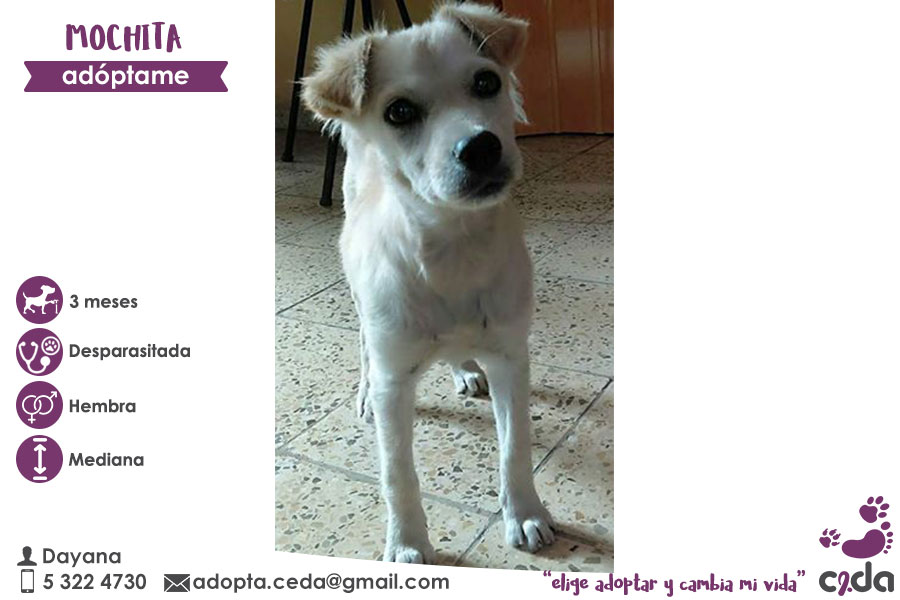 MOCHITA
adóptame
3 meses
Desparasitada
Hembra
Mediana
Dayana
5 322 4730 adopta.ceda@gmail.com
“elige adoptar y cambia mi vida”
ceda